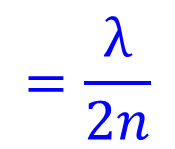 = λ/2n